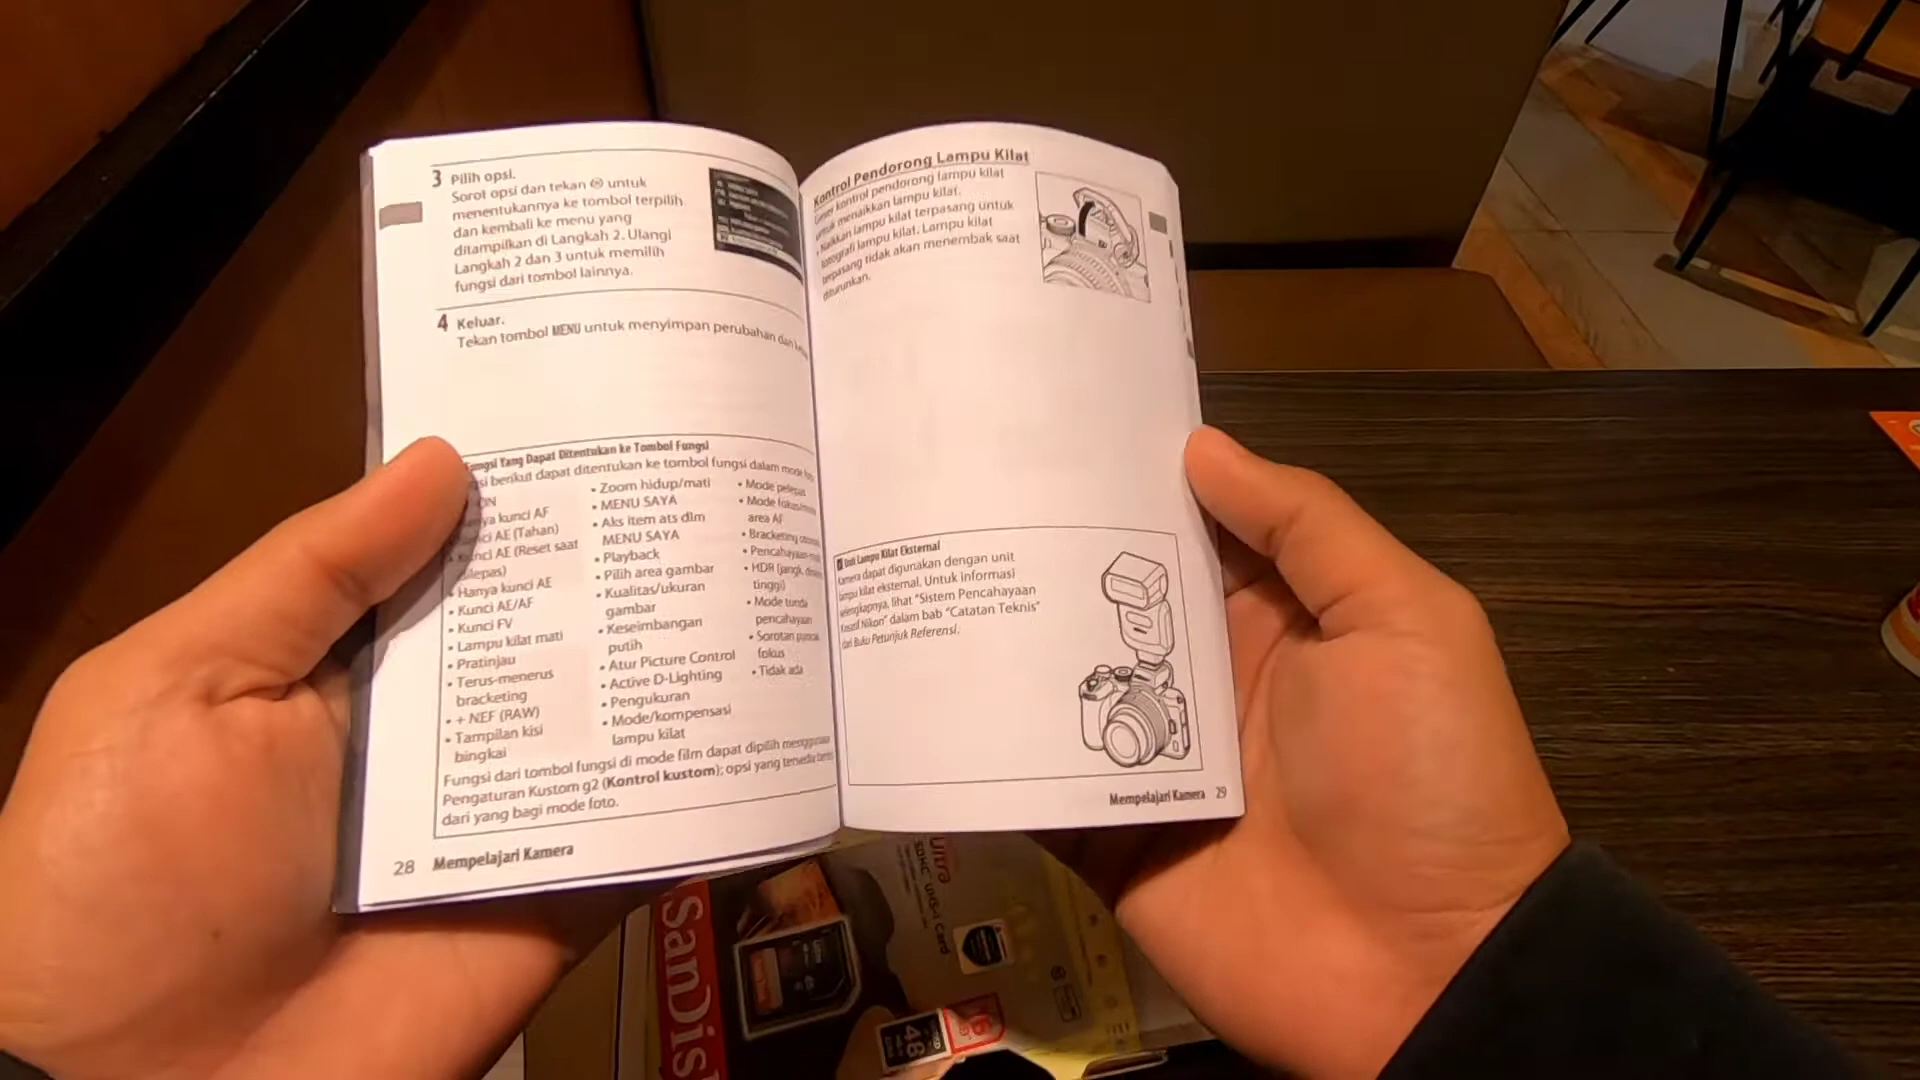 3 Pilih opsi.
Sorot opsi dan tekan untuk
menentukannya ke tombol terpilih
dan kembali ke menu yang
ditampilkan di Langkah 2. Ulangi
Langkah 2 dan 3 untuk memilih
fungsi dari tombol lainnya.
4 Keluar.
Tekan tombol MENU untuk menyimpan perubahan dan
Fungsi Yang Dapat Ditentukan ke Tombol Fungsi
berikut dapat ditentukan ke tombol fungsi dalam mode
kunci AF
AE (Tahan)
AE (Reset saat
• Hanya kunci AE
• Kunci AE/AF
• Kunci FV
• Lampu kilat mati
• Pratinjau
• Terus-menerus
bracketing
• + NEF (RAW)
• Tampilan kisi
bingkai
• Zoom hidup/mati
• MENU SAYA
• Aks item ats dlm
MENU SAYA
• Playback
• Pilih area gambar
• Kualitas/ukuran
gambar
• Keseimbangan
putih
• Atur Picture Control
• Active D-Lighting
• Pengukuran
• Mode/kompensasi
lampu kilat
• Mode pelepas
• Mode
area AF
• Bracketing
•
• HDR
tinggi)
• Mode tunda
pencahayaan
• Sorotan puncak
fokus
• Tidak ada
Fungsi dari tombol fungsi di mode film dapat dipilih menggunakan
Pengaturan Kustom g2 (Kontrol kustom); opsi yang tersedia
dari yang bagi mode foto.
28 Mempelajari Kamera
Kontrol Pendorong Lampu Kilat
kontrol pendorong lampu kilat
untuk menaikkan lampu kilat.
Naikkan lampu kilat terpasang untuk
fotografi lampu kilat. Lampu kilat
terpasang tidak akan menembak saat
diturunkan.
Unit Lampu Kilat Eksternal
Kamera dapat digunakan dengan unit
lampu kilat eksternal. Untuk informasi
selengkapnya, lihat "Sistem Pencahayaan
Kreatif Nikon" dalam bab "Catatan Teknis"
dari Buku Petunjuk Referensi.
Mempelajari Kamera 29
SanDisk
Ultra
SDHC UHS-I Card
48